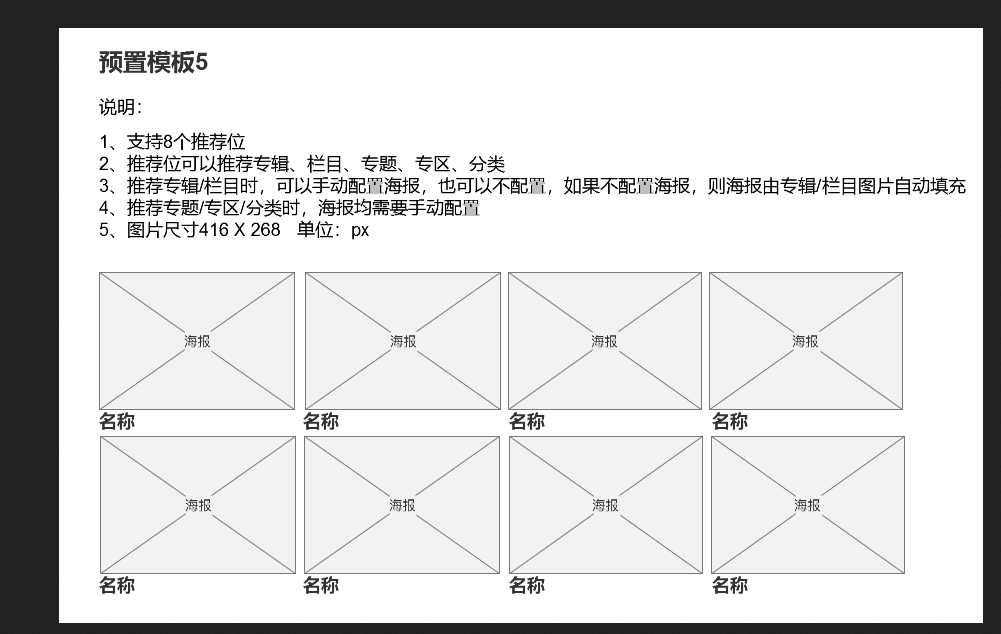 预置模板5
说明：
1、支持8个推荐位
2、推荐位可以推荐专辑、栏目、专题、专区、分类
3、推荐专辑/栏目时，可以手动配置海报，也可以不配置，如果不配置海报，则海报由专辑/栏目图片自动填充
4、推荐专题/专区/分类时，海报均需要手动配置
5、图片尺寸416 X 268 单位：px
海报 海报 海报 海报
名称 名称 名称 名称
海报 海报 海报 海报
名称 名称 名称 名称